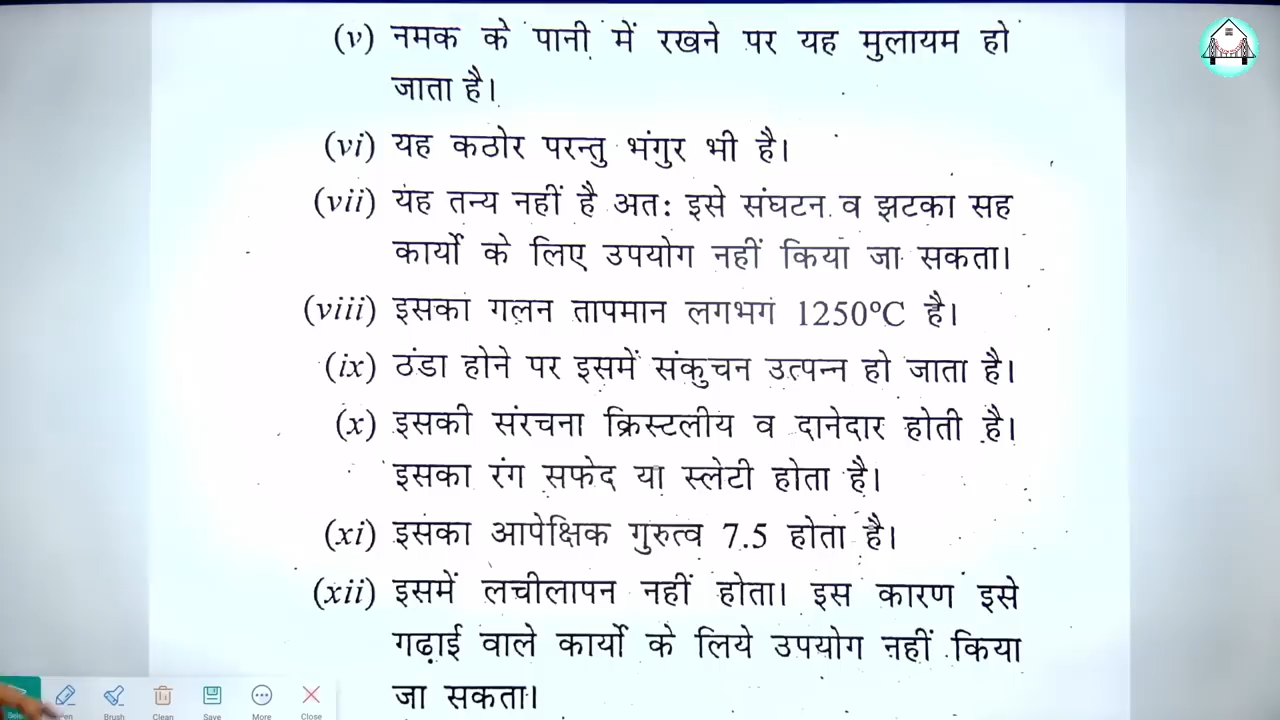 (v) नमक के पानी में रखने पर यह मुलायम हो
जाता है।
(vi) यह कठोर परन्तु भंगुर भी है।
(vii) यह तन्य नहीं है अतः इसे संघटन व झटका सह
कार्यो के लिए उपयोग नहीं किया जा सकता।
(viii) इसका गलन तापमान लगभग 1250°C है।
(ix) ठंडा होने पर इसमें संकुचन उत्पन्न हो जाता है।
(x) इसकी संरचना क्रिस्टलीय व दानेदार होती है।
इसका रंग सफेद या स्लेटी होता है।
(xi) इसका आपेक्षिक गुरुत्व 7.5 होता है।
(xii) इसमें लचीलापन नहीं होता। इस कारण इसे
गढ़ाई वाले कार्यो के लिये उपयोग नहीं किया
जा सकता।
Brush Clean Save More Close